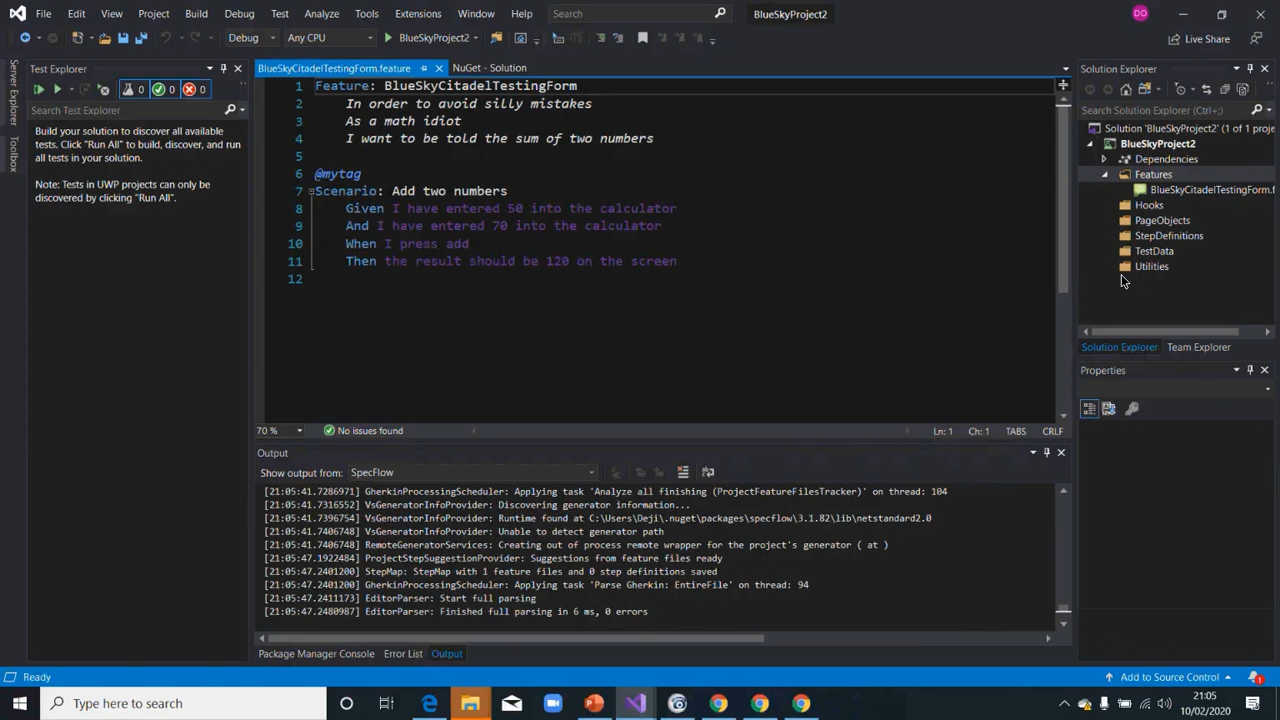 File Edit View Project Build Debug Test Analyze Tools Extensions Window Help Search BlueSkyProject2 DO
Debug Any CPU BlueSkyProject2 Live Share
Server Explorer
Toolbox
Test Explorer
0 0 0
Search Test Explorer
Build your solution to discover all available
tests. Click "Run All" to build, discover, and run
all tests in your solution.
Note: Tests in UWP projects can only be
discovered by clicking "Run All".
BlueSkyCitadelTestingForm.feature NuGet - Solution
1 Feature: BlueSkyCitadelTestingForm
2 In order to avoid silly mistakes
3 As a math idiot
4 I want to be told the sum of two numbers
5
6 @mytag
7 Scenario: Add two numbers
8 Given I have entered 50 into the calculator
9 And I have entered 70 into the calculator
10 When I press add
11 Then the result should be 120 on the screen
12
70 % No issues found Ln: 1 Ch: 1 TABS CRLF
Output
Show output from: SpecFlow
[21:05:41.7286971] GherkinProcessingScheduler: Applying task 'Analyze all finishing (ProjectFeatureFilesTracker)' on thread: 104
[21:05:41.7316552] VsGeneratorInfoProvider: Discovering generator information...
[21:05:41.7396754] VsGeneratorInfoProvider: Runtime found at C:\Users\Deji\.nuget\packages\specflow\3.1.82\lib\netstandard2.0
[21:05:41.7406748] VsGeneratorInfoProvider: Unable to detect generator path
[21:05:41.7406748] RemoteGeneratorServices: Creating out of process remote wrapper for the project's generator ( at )
[21:05:47.1922484] ProjectStepSuggestionProvider: Suggestions from feature files ready
[21:05:47.2401200] StepMap: StepMap with 1 feature files and 0 step definitions saved
[21:05:47.2401200] GherkinProcessingScheduler: Applying task 'Parse Gherkin: EntireFile' on thread: 94
[21:05:47.2411173] EditorParser: Start full parsing
[21:05:47.2480987] EditorParser: Finished full parsing in 6 ms, 0 errors
Package Manager Console Error List Output
Solution Explorer
Search Solution Explorer (Ctrl+;)
Solution 'BlueSkyProject2' (1 of 1 proje
BlueSkyProject2
Dependencies
Features
BlueSkyCitadelTestingForm.f
Hooks
PageObjects
StepDefinitions
TestData
Utilities
Solution Explorer Team Explorer
Properties
Ready Add to Source Control 1
Type here to search
21:05
10/02/2020